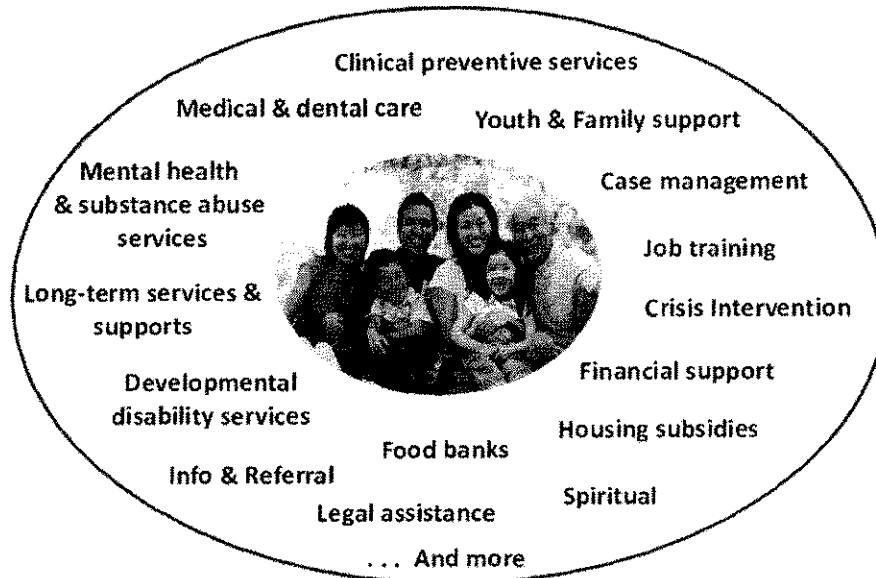 Clinical preventive services
Medical & dental care
Youth & Family support
Mental health
& substance abuse
services
Case management
Job training
Long-term services &
supports
Crisis Intervention
Financial support
Developmental
disability services
Housing subsidies
Food banks
Info & Referral
Spiritual
Legal assistance
. . . And more